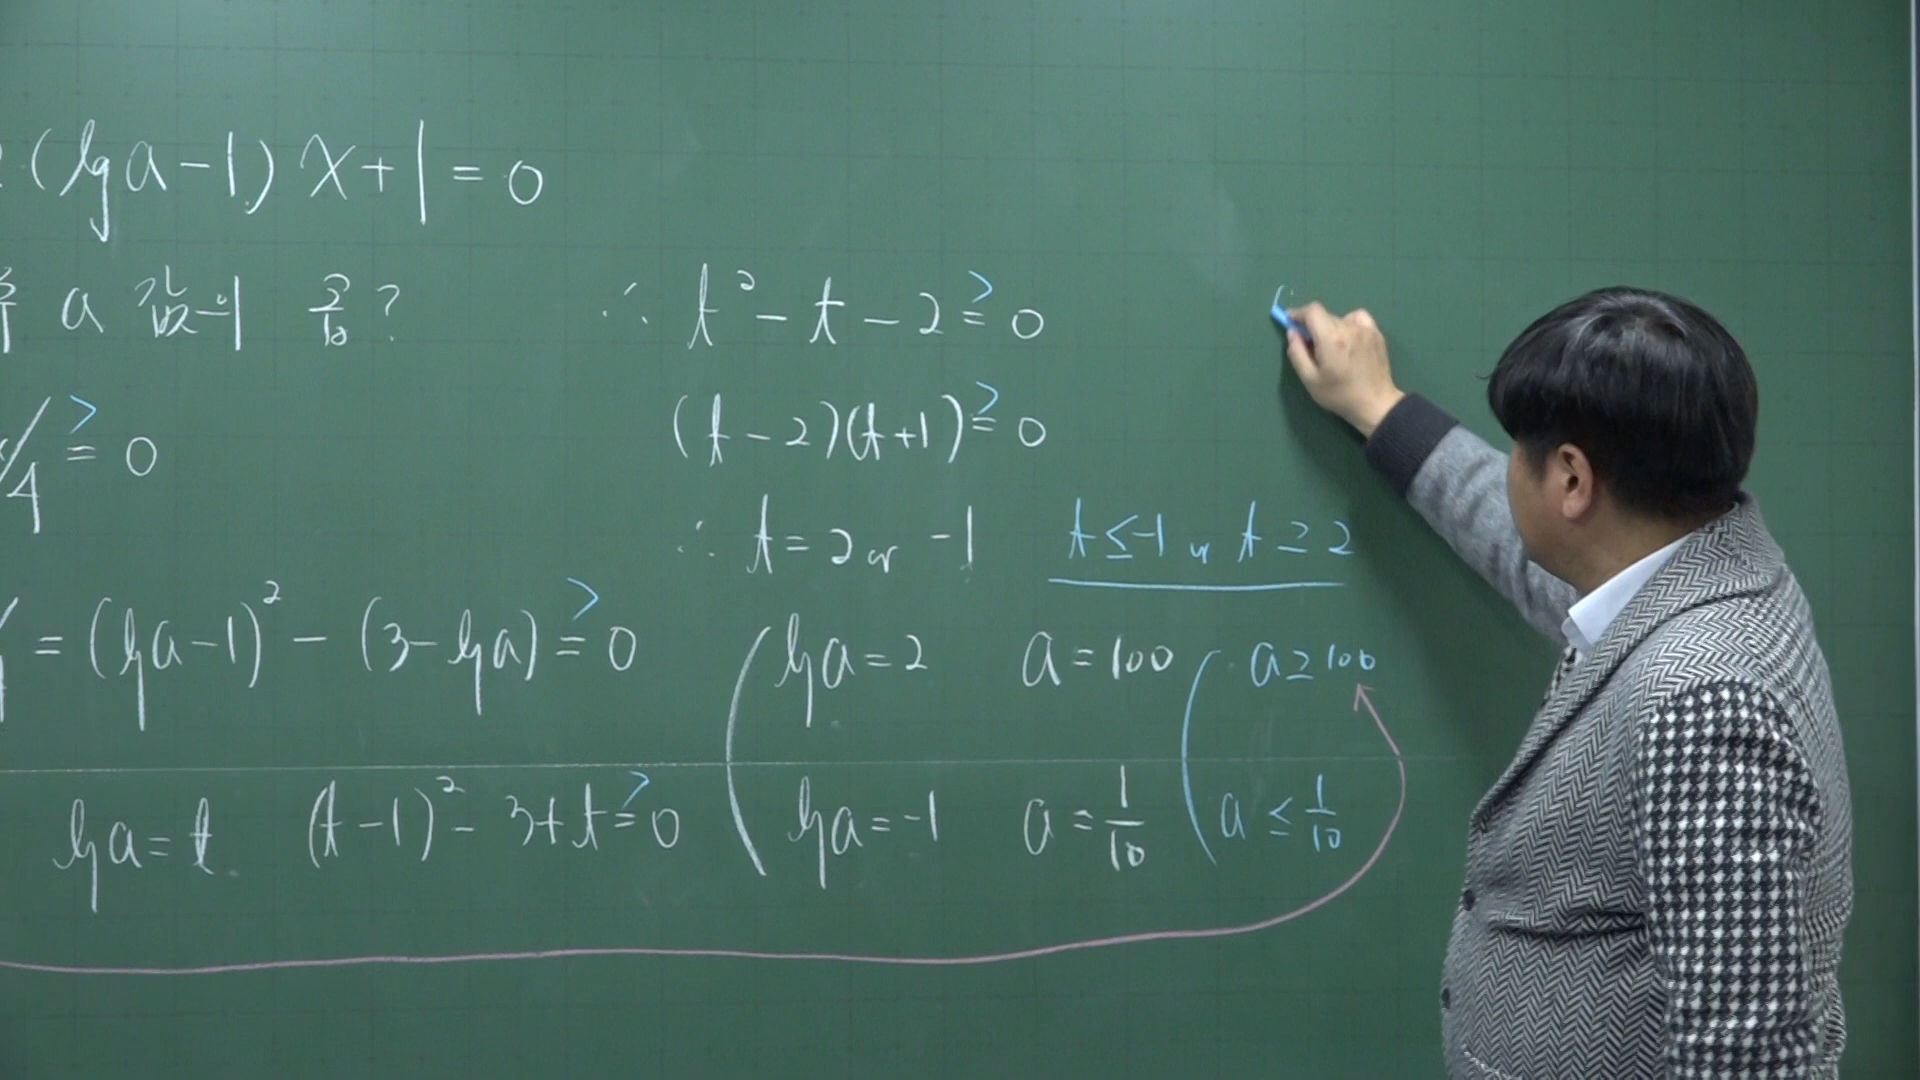 (log a - 1) x + 1 = 0
a 값의 곱?
4 ≥ 0
= (log a - 1)² - (3 - log a) ≥ 0
log a = t (t - 1)² - 3 + t ≥ 0
∴ t² - t - 2 ≥ 0
(t - 2)(t + 1) ≥ 0
∴ t = 2 or -1 t ≤ -1 or t ≥ 2
log a = 2 a = 100 a ≥ 100
log a = -1 a = 1/10 a ≤ 1/10